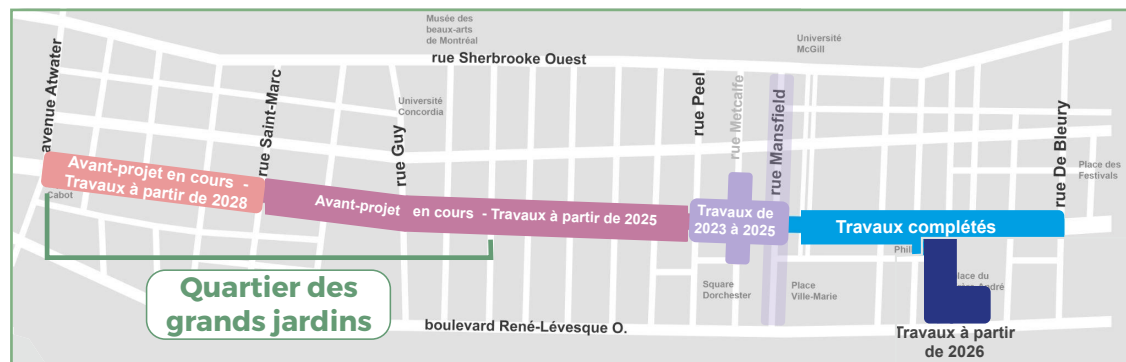 Musée des
beaux-arts
de Montréal
Université
McGill
rue Sherbrooke Ouest
avenue Atwater
rue Saint-Marc
Université
Concordia
rue Guy
rue Peel
rue Metcalfe
rue Mansfield
rue De Bleury
Place des
Festivals
Avant-projet en cours -
Travaux à partir de 2028
Cabot
Avant-projet en cours - Travaux à partir de 2025
Travaux de
2023 à 2025
Travaux complétés
Phil
Square
Dorchester
Place
Ville-Marie
Quartier des
grands jardins
boulevard René-Lévesque O.
Travaux à partir
de 2026